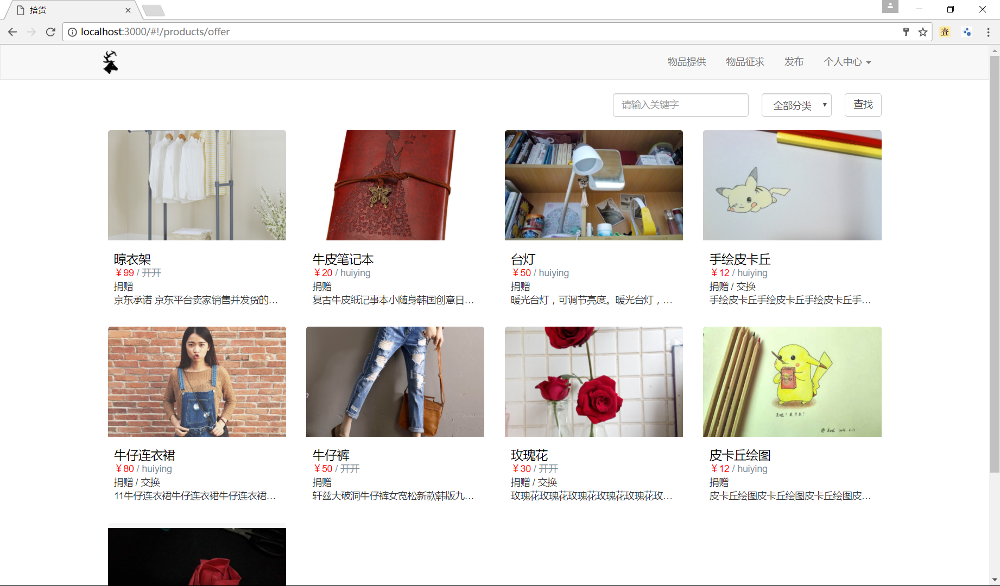 拾货
localhost:3000/#!/products/offer
查
物品提供 物品征求 发布 个人中心
请输入关键字 全部分类 查找
晾衣架
￥99 / 开开
捐赠
京东承诺 京东平台卖家销售并发货的...
牛皮笔记本
￥20 / huiying
捐赠
复古牛皮纸记事本小随身韩国创意日...
台灯
￥50 / huiying
捐赠
暖光台灯，可调节亮度。暖光台灯，...
手绘皮卡丘
￥12 / huiying
捐赠 / 交换
手绘皮卡丘手绘皮卡丘手绘皮卡丘手...
去吧！皮卡丘！
牛仔连衣裙
￥80 / huiying
捐赠 / 交换
11牛仔连衣裙牛仔连衣裙牛仔连衣裙...
牛仔裤
￥50 / 开开
捐赠
轩兹大破洞牛仔裤女宽松新款韩版九...
玫瑰花
￥30 / 开开
捐赠 / 交换
玫瑰花玫瑰花玫瑰花玫瑰花玫瑰花玫...
皮卡丘绘图
￥12 / huiying
捐赠
皮卡丘绘图皮卡丘绘图皮卡丘绘图皮...